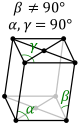 β ≠ 90°
α, γ = 90°
γ
β
α